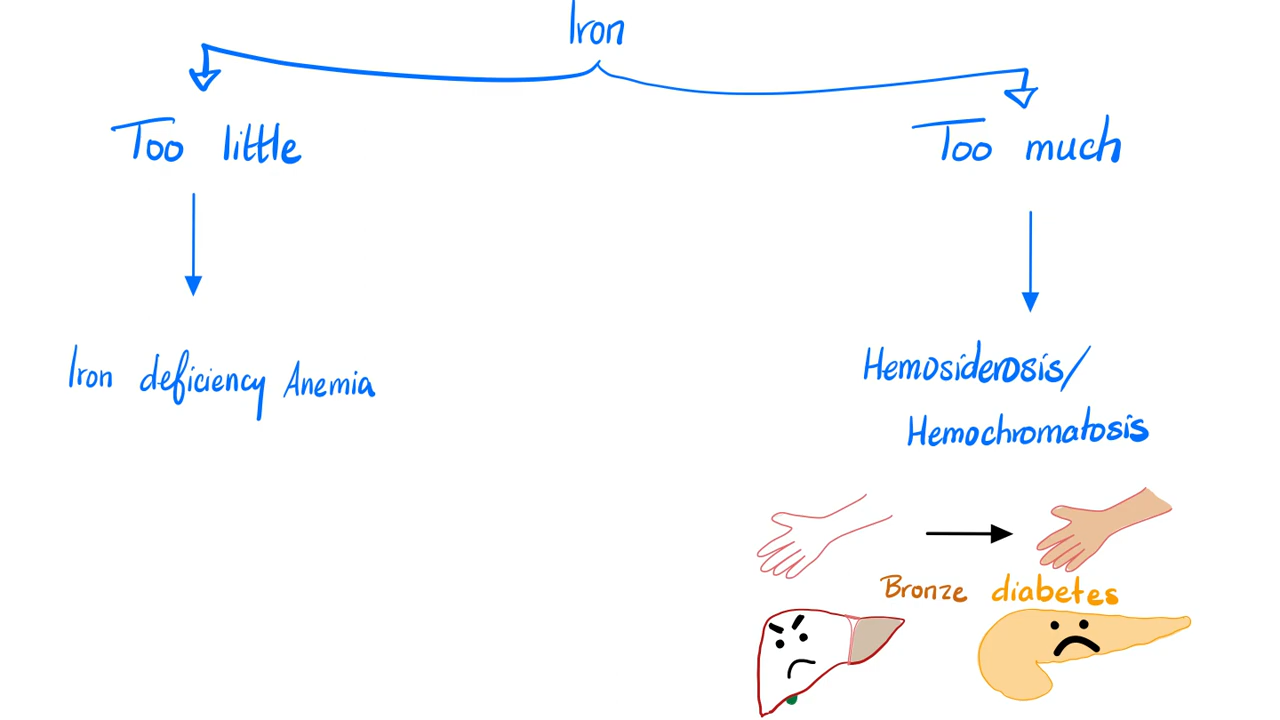 Iron
Too little
Too much
Iron deficiency Anemia
Hemosiderosis/
Hemochromatosis
Bronze diabetes